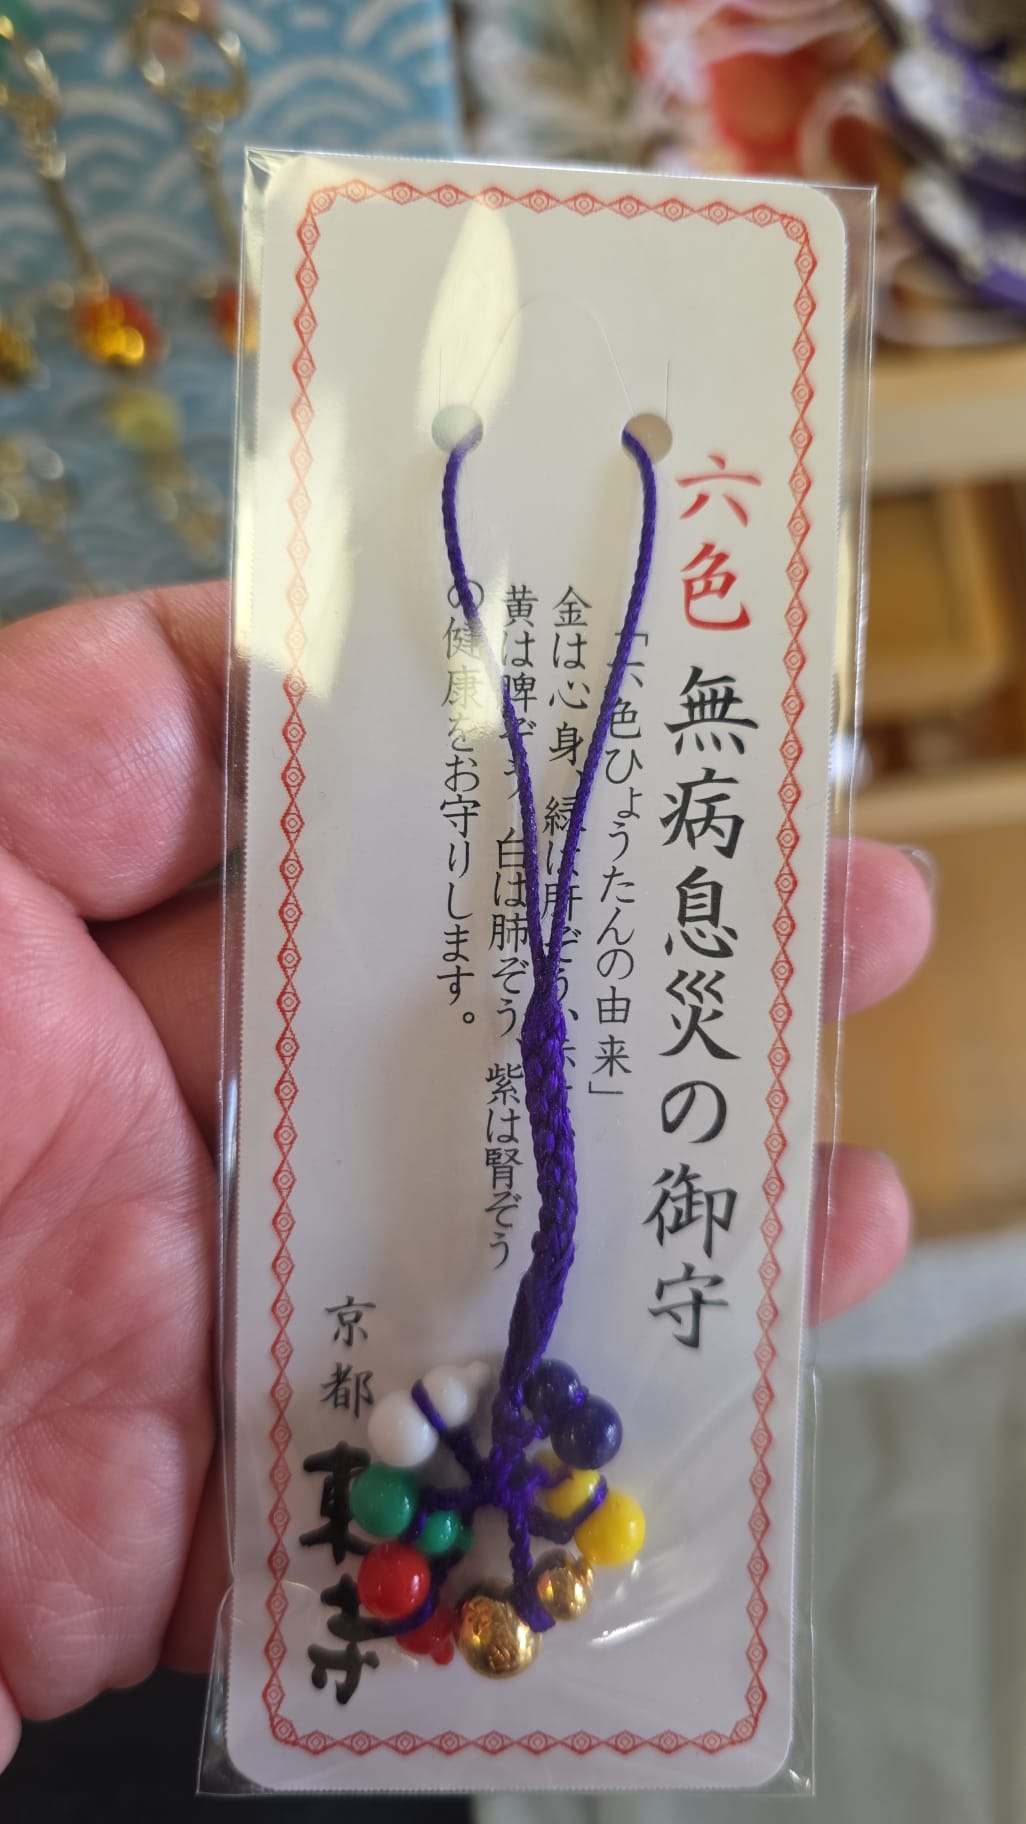 六色 無病息災の御守
「六色ひょうたんの由来」
金は心身、緑は肝ぞう、
黄は脾ぞう、白は肺ぞう、紫は腎ぞう
の健康をお守りします。
京都
東寺